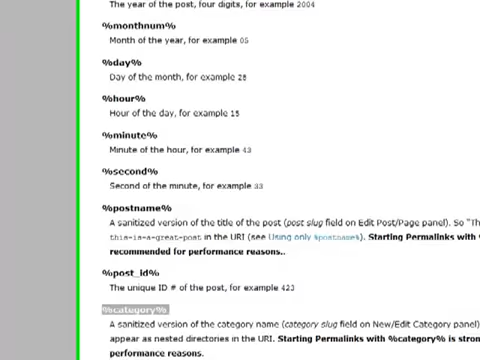 The year of the post, four digits, for example 2004
%monthnum%
Month of the year, for example 05
%day%
Day of the month, for example 28
%hour%
Hour of the day, for example 15
%minute%
Minute of the hour, for example 43
%second%
Second of the minute, for example 33
%postname%
A sanitized version of the title of the post (post slug field on Edit Post/Page panel). So "Th
this-is-a-great-post in the URI (see Using only %postname%). Starting Permalinks with
recommended for performance reasons..
%post_id%
The unique ID # of the post, for example 423
%category%
A sanitized version of the category name (category slug field on New/Edit Category panel)
appear as nested directories in the URI. Starting Permalinks with %category% is stron
performance reasons.